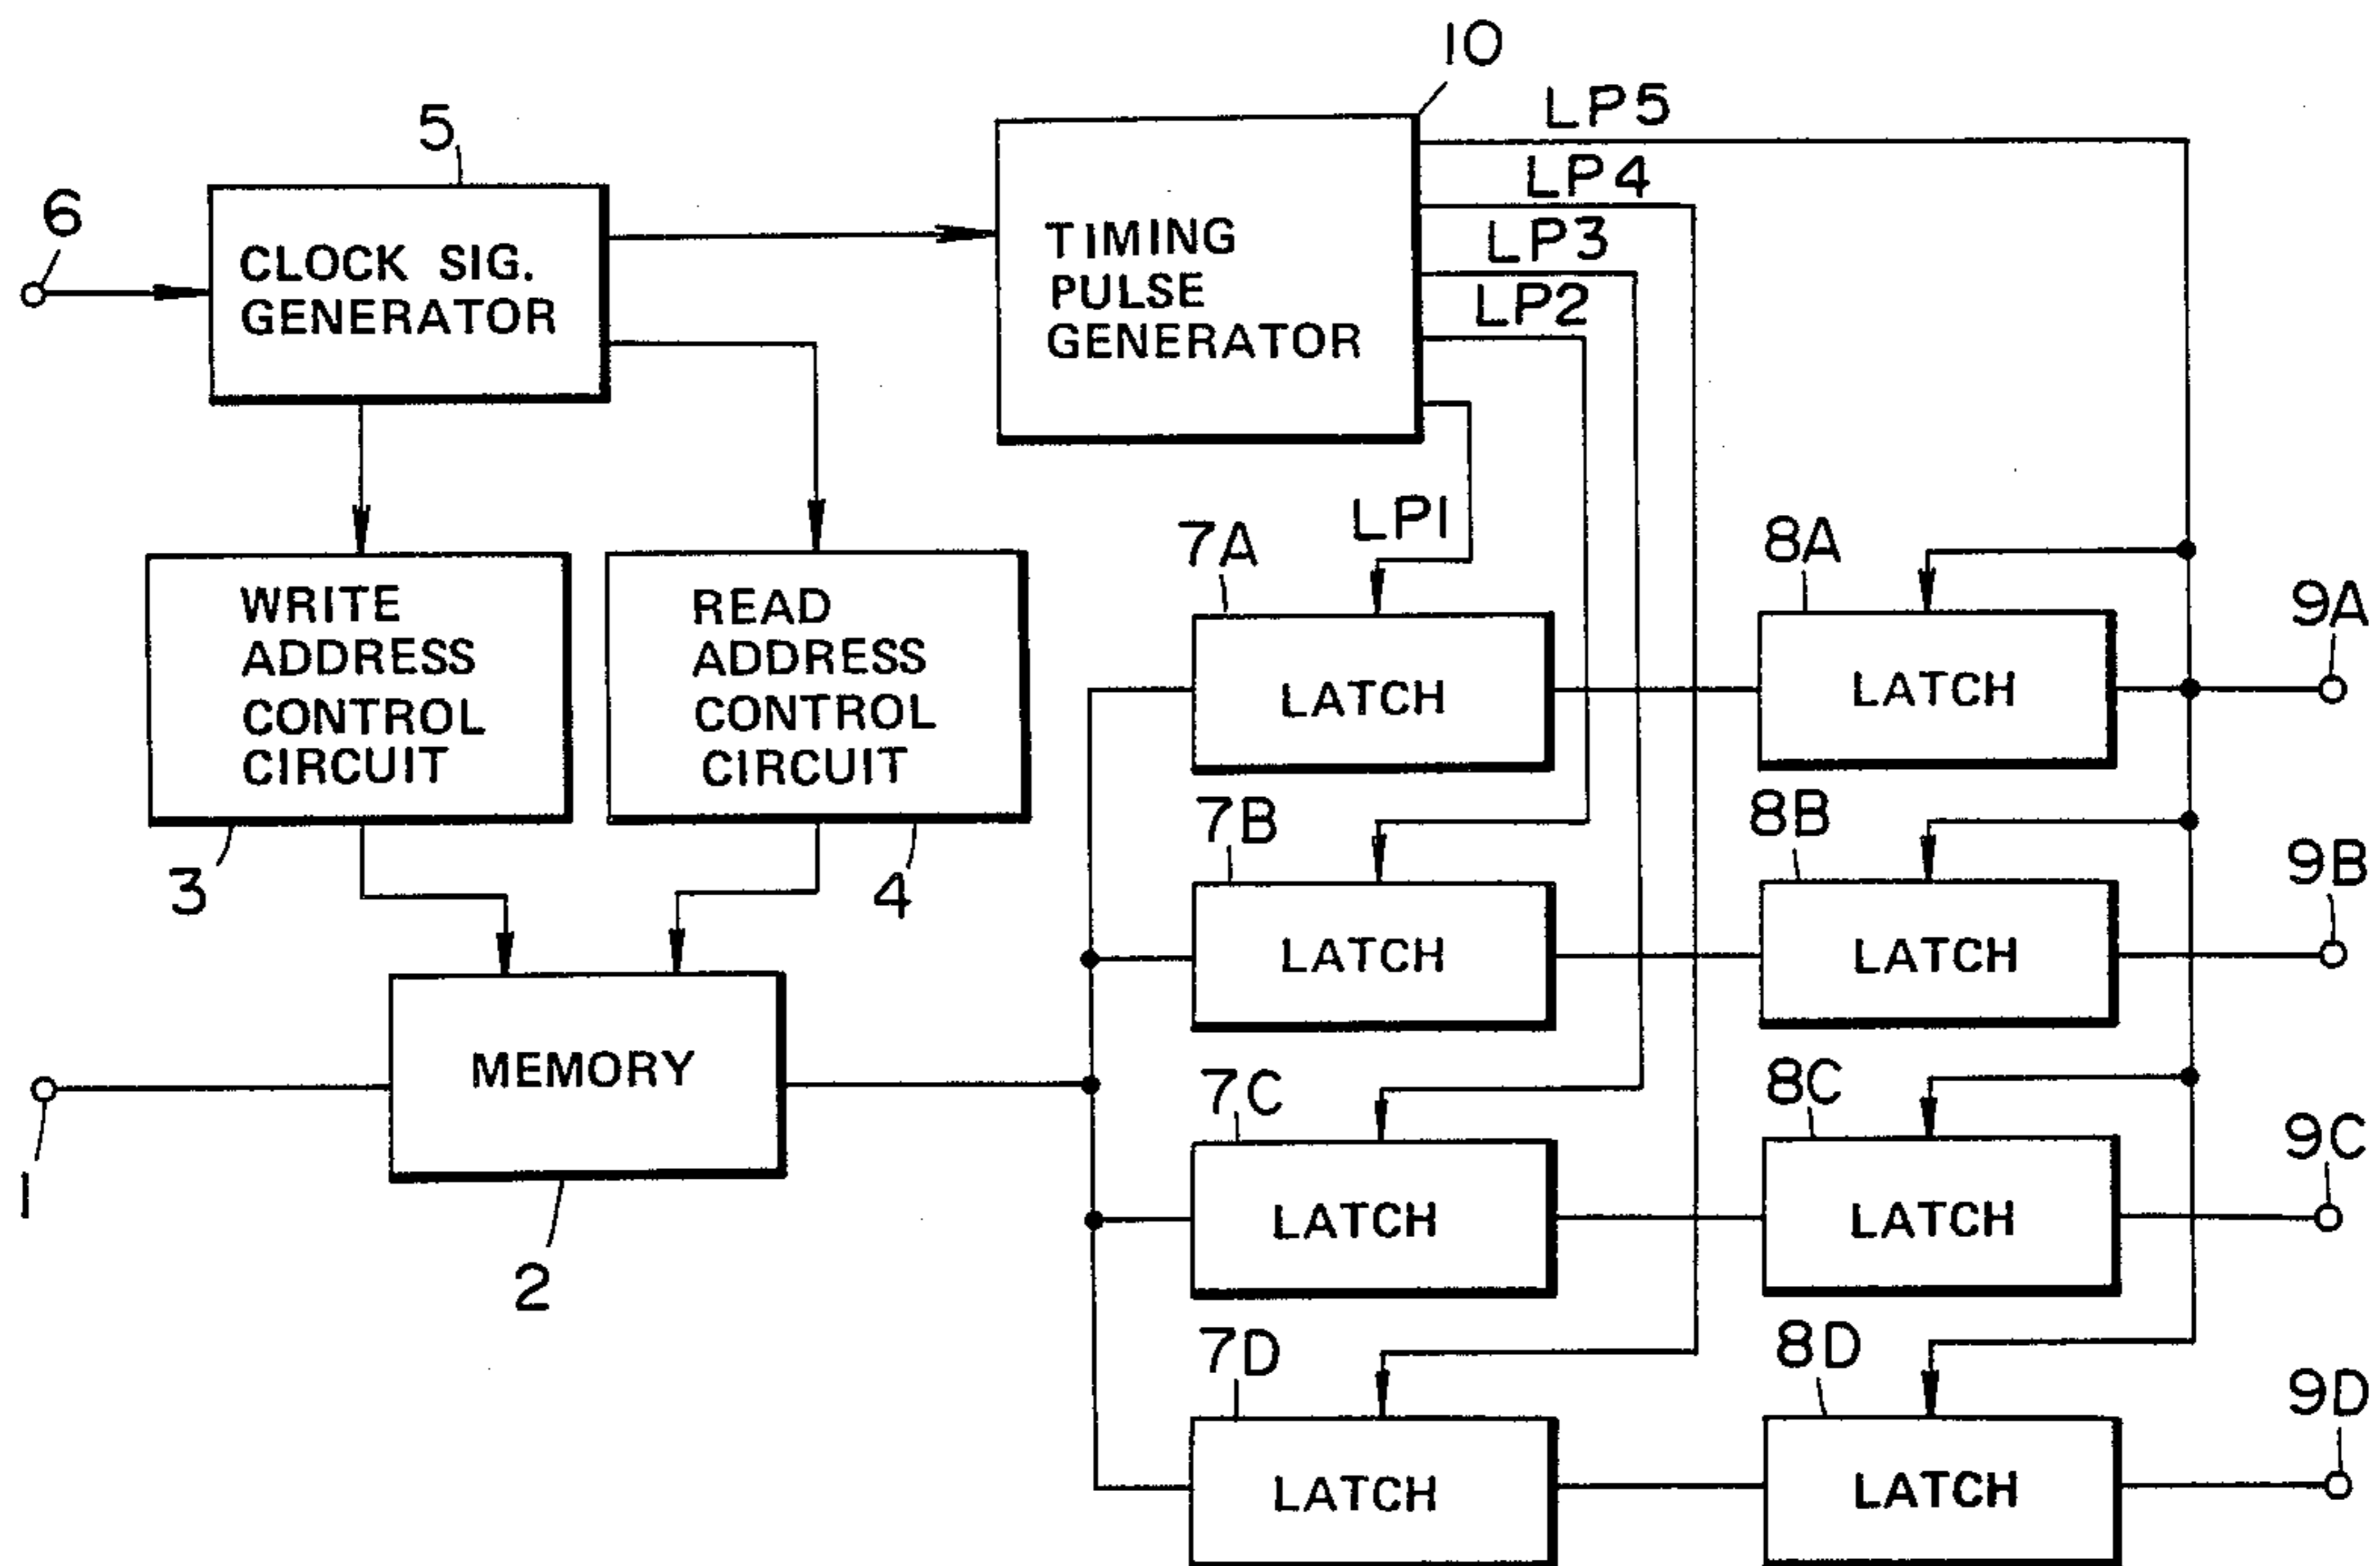 10
LP5
5
LP4
6
LP3
CLOCK SIG.
GENERATOR
TIMING
PULSE
GENERATOR
LP2
LP1
7A
8A
9A
WRITE
ADDRESS
CONTROL
CIRCUIT
READ
ADDRESS
CONTROL
CIRCUIT
LATCH
LATCH
3
4
7B
8B
9B
LATCH
LATCH
MEMORY
1
2
7C
8C
9C
LATCH
LATCH
7D
8D
9D
LATCH
LATCH